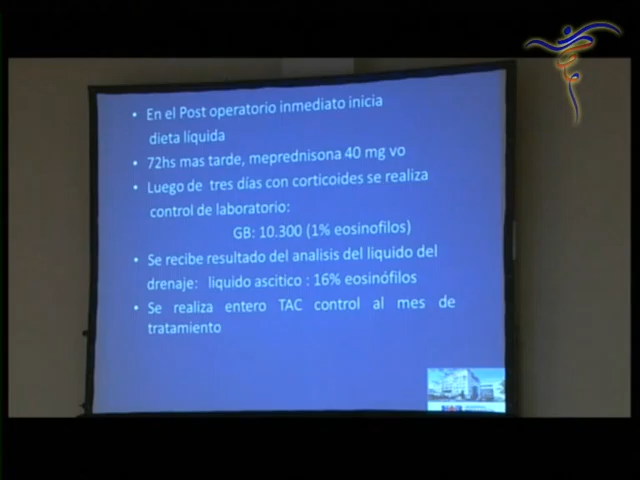 • En el Post operatorio inmediato inicia
dieta líquida
• 72hs mas tarde, meprednisona 40 mg vo
• Luego de tres días con corticoides se realiza
control de laboratorio:
GB: 10.300 (1% eosinofilos)
• Se recibe resultado del analisis del liquido del
drenaje: liquido ascitico : 16% eosinófilos
• Se realiza entero TAC control al mes de
tratamiento